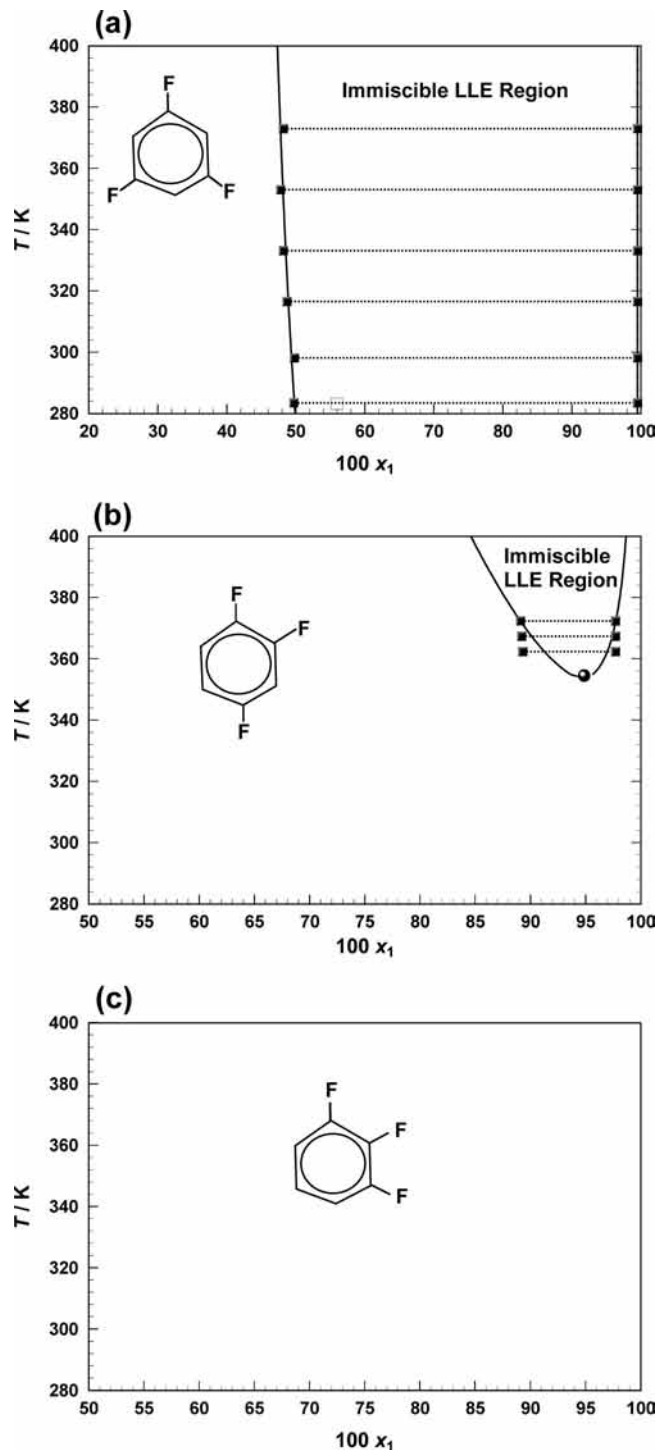 (a)
400
380
360
340
320
300
280
T / K
F
F
F
Immiscible LLE Region
20 30 40 50 60 70 80 90 100
100 x₁
(b)
400
380
360
340
320
300
280
T / K
F
F
F
Immiscible
LLE Region
50 55 60 65 70 75 80 85 90 95 100
100 x₁
(c)
400
380
360
340
320
300
280
T / K
F
F
F
50 55 60 65 70 75 80 85 90 95 100
100 x₁